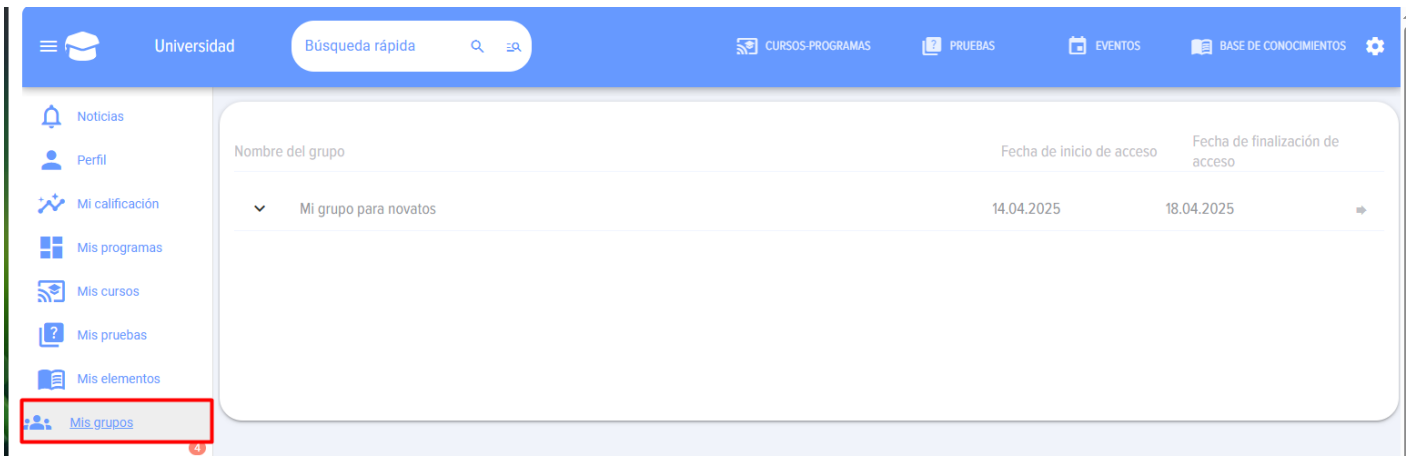 Universidad
Búsqueda rápida
CURSOS-PROGRAMAS
PRUEBAS
EVENTOS
BASE DE CONOCIMIENTOS
Noticias
Perfil
Mi calificación
Mis programas
Mis cursos
Mis pruebas
Mis elementos
Mis grupos
4
Nombre del grupo
Fecha de inicio de acceso
Fecha de finalización de
acceso
Mi grupo para novatos
14.04.2025
18.04.2025